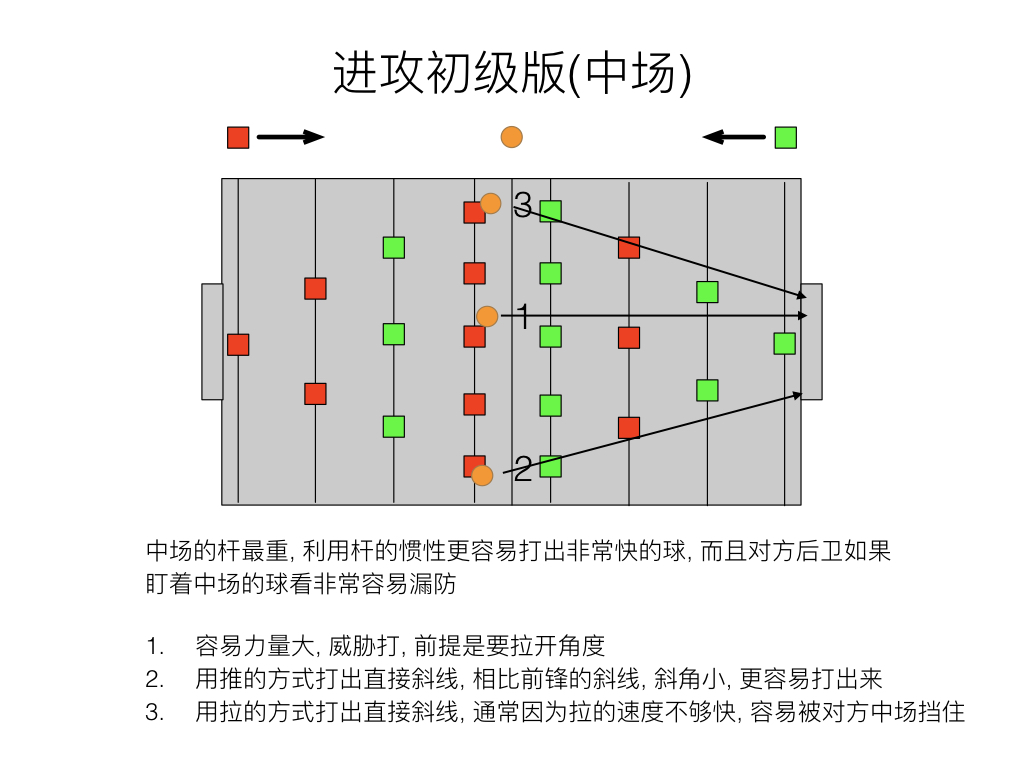 进攻初级版(中场)
3
1
2
中场的杆最重, 利用杆的惯性更容易打出非常快的球, 而且对方后卫如果
盯着中场的球看非常容易漏防
1. 容易力量大, 威胁打, 前提是要拉开角度
2. 用推的方式打出直接斜线, 相比前锋的斜线, 斜角小, 更容易打出来
3. 用拉的方式打出直接斜线, 通常因为拉的速度不够快, 容易被对方中场挡住